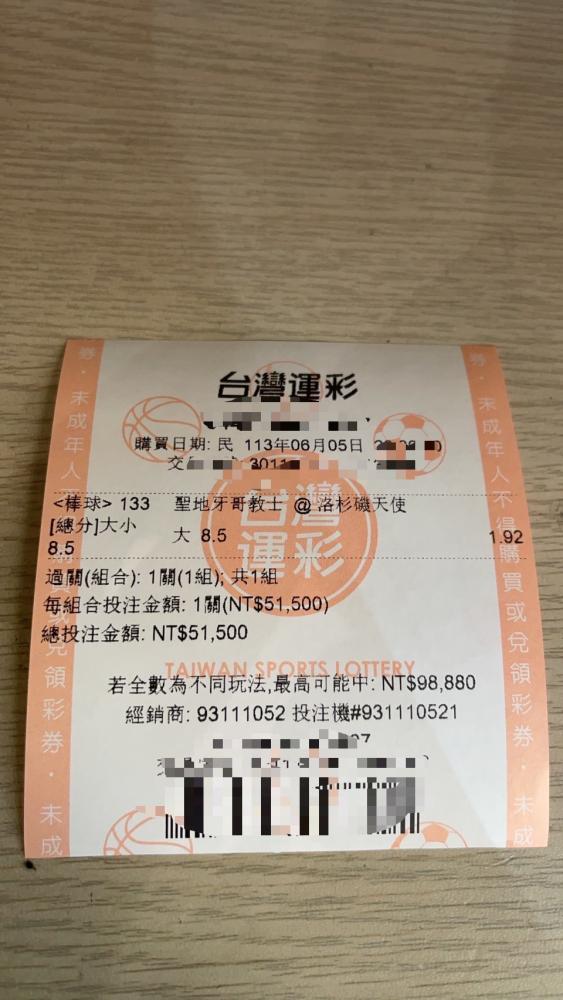 台灣運彩
購買日期: 民 113年06月05日
交
<棒球> 133 聖地牙哥教士 @ 洛杉磯天使
[總分]大小
大 8.5 1.92
8.5
過關(組合): 1關(1組); 共1組
每組合投注金額: 1關(NT$51,500)
總投注金額: NT$51,500
台灣運彩
TAIWAN SPORTS LOTTERY
若全數為不同玩法,最高可能中: NT$98,880
經銷商: 93111052 投注機#931110521
券・未成年人不得購買或兌領彩券・未成
券・未成年人不得購買或兌領彩券・未成